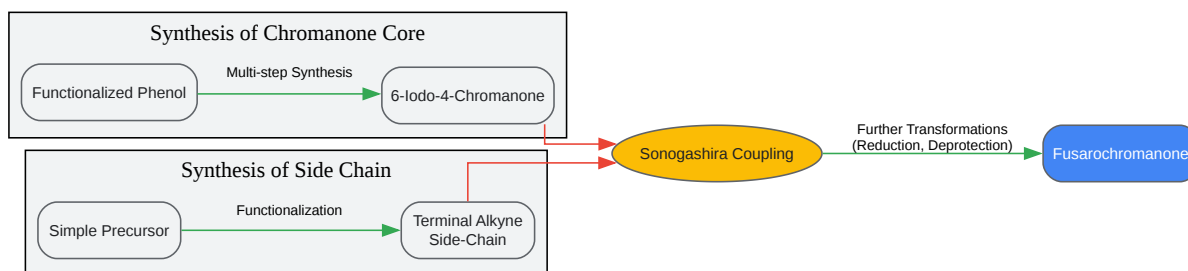 Synthesis of Chromanone Core
Functionalized Phenol
Multi-step Synthesis
6-Iodo-4-Chromanone
Synthesis of Side Chain
Simple Precursor
Functionalization
Terminal Alkyne
Side-Chain
Sonogashira Coupling
Further Transformations
(Reduction, Deprotection)
Fusarochromanone